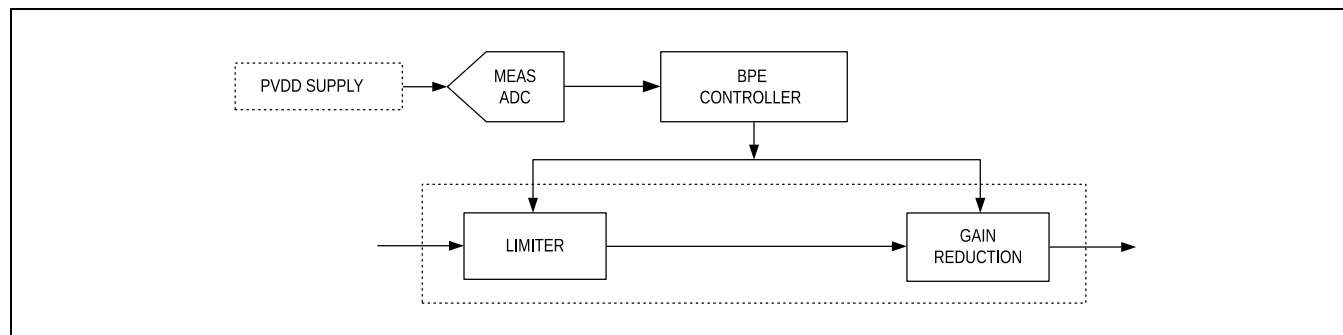 PVDD SUPPLY
MEAS
ADC
BPE
CONTROLLER
LIMITER
GAIN
REDUCTION